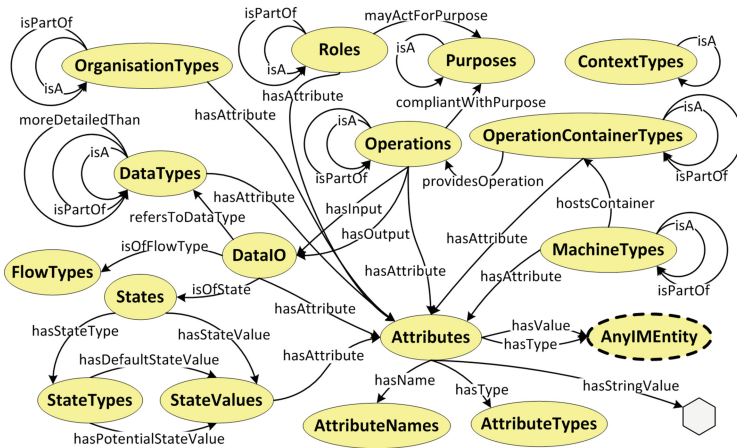 isPartOf
isPartOf
mayActForPurpose
Roles
OrganisationTypes
isA
isA
isA
Purposes
ContextTypes
isA
hasAttribute
moreDetailedThan
hasAttribute
compliantWithPurpose
isA
isA
isA
Operations
OperationContainerTypes
DataTypes
isPartOf
isPartOf
isPartOf
hasAttribute
providesOperation
refersToDataType
hasInput
hostsContainer
isOfFlowType
hasOutput
isA
DataIO
hasAttribute
MachineTypes
FlowTypes
hasAttribute
hasAttribute
isOfState
isPartOf
States
hasAttribute
hasStateType
hasStateValue
Attributes
hasValue
hasType
AnyIMEntity
hasDefaultStateValue
hasAttribute
hasName
hasType
hasStringValue
StateTypes
StateValues
AttributeNames
AttributeTypes
hasPotentialStateValue